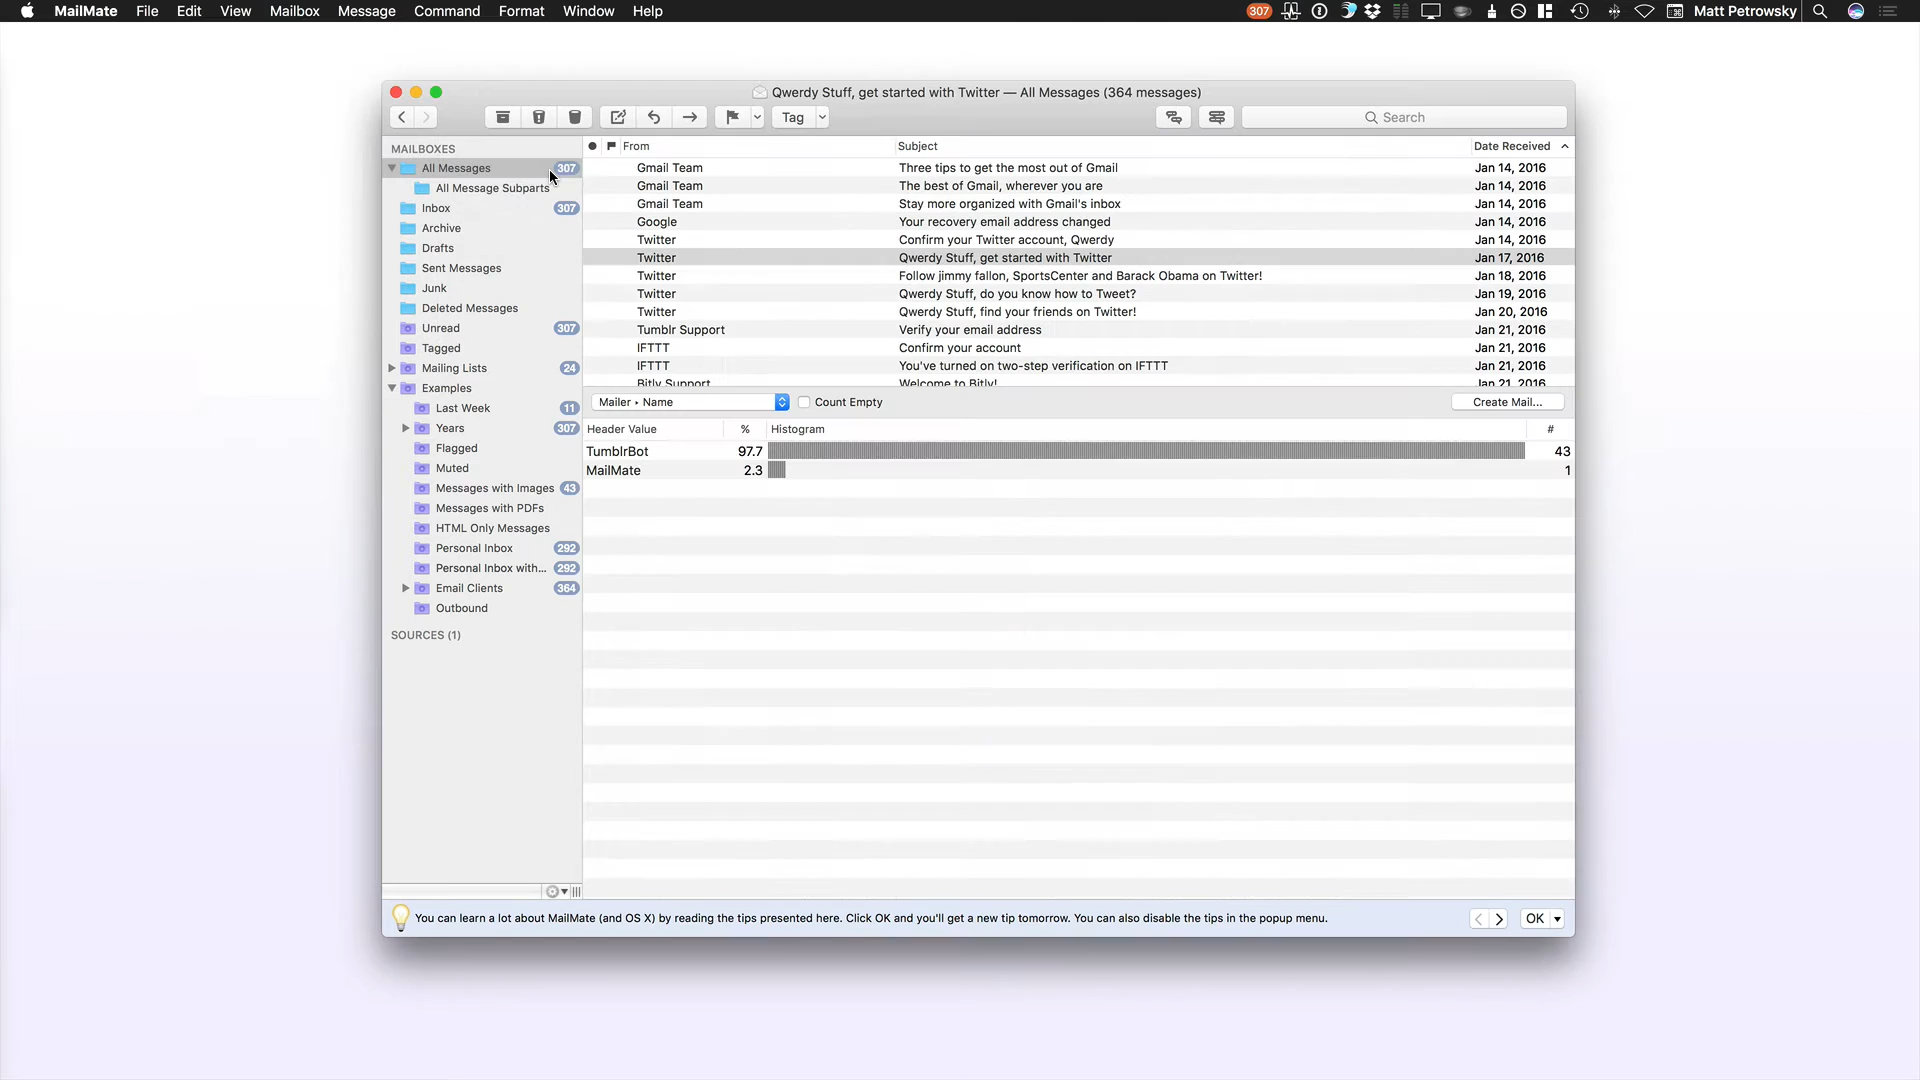 MailMate File Edit View Mailbox Message Command Format Window Help 307 Matt Petrowsky
Qwerdy Stuff, get started with Twitter — All Messages (364 messages)
Tag Search
MAILBOXES
All Messages 307
All Message Subparts
Inbox 307
Archive
Drafts
Sent Messages
Junk
Deleted Messages
Unread 307
Tagged
Mailing Lists 24
Examples
Last Week 11
Years 307
Flagged
Muted
Messages with Images 43
Messages with PDFs
HTML Only Messages
Personal Inbox 292
Personal Inbox with... 292
Email Clients 364
Outbound
SOURCES (1)
From Subject Date Received
Gmail Team Three tips to get the most out of Gmail Jan 14, 2016
Gmail Team The best of Gmail, wherever you are Jan 14, 2016
Gmail Team Stay more organized with Gmail's inbox Jan 14, 2016
Google Your recovery email address changed Jan 14, 2016
Twitter Confirm your Twitter account, Qwerdy Jan 14, 2016
Twitter Qwerdy Stuff, get started with Twitter Jan 17, 2016
Twitter Follow jimmy fallon, SportsCenter and Barack Obama on Twitter! Jan 18, 2016
Twitter Qwerdy Stuff, do you know how to Tweet? Jan 19, 2016
Twitter Qwerdy Stuff, find your friends on Twitter! Jan 20, 2016
Tumblr Support Verify your email address Jan 21, 2016
IFTTT Confirm your account Jan 21, 2016
IFTTT You've turned on two-step verification on IFTTT Jan 21, 2016
Bitly Support Welcome to Bitly! Jan 21, 2016
Mailer ▸ Name Count Empty Create Mail...
Header Value % Histogram #
TumblrBot 97.7 43
MailMate 2.3 1
You can learn a lot about MailMate (and OS X) by reading the tips presented here. Click OK and you'll get a new tip tomorrow. You can also disable the tips in the popup menu. OK